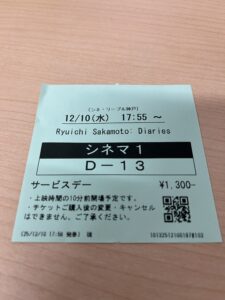 (シネ・リーブル神戸)
12/10(水) 17:55 ~
Ryuichi Sakamoto: Diaries
シネマ1
D-13
サービスデー ¥1,300-
・上映時間の10分前開場予定です。
・チケットご購入後の変更・キャンセル
はできません。ご了承ください。